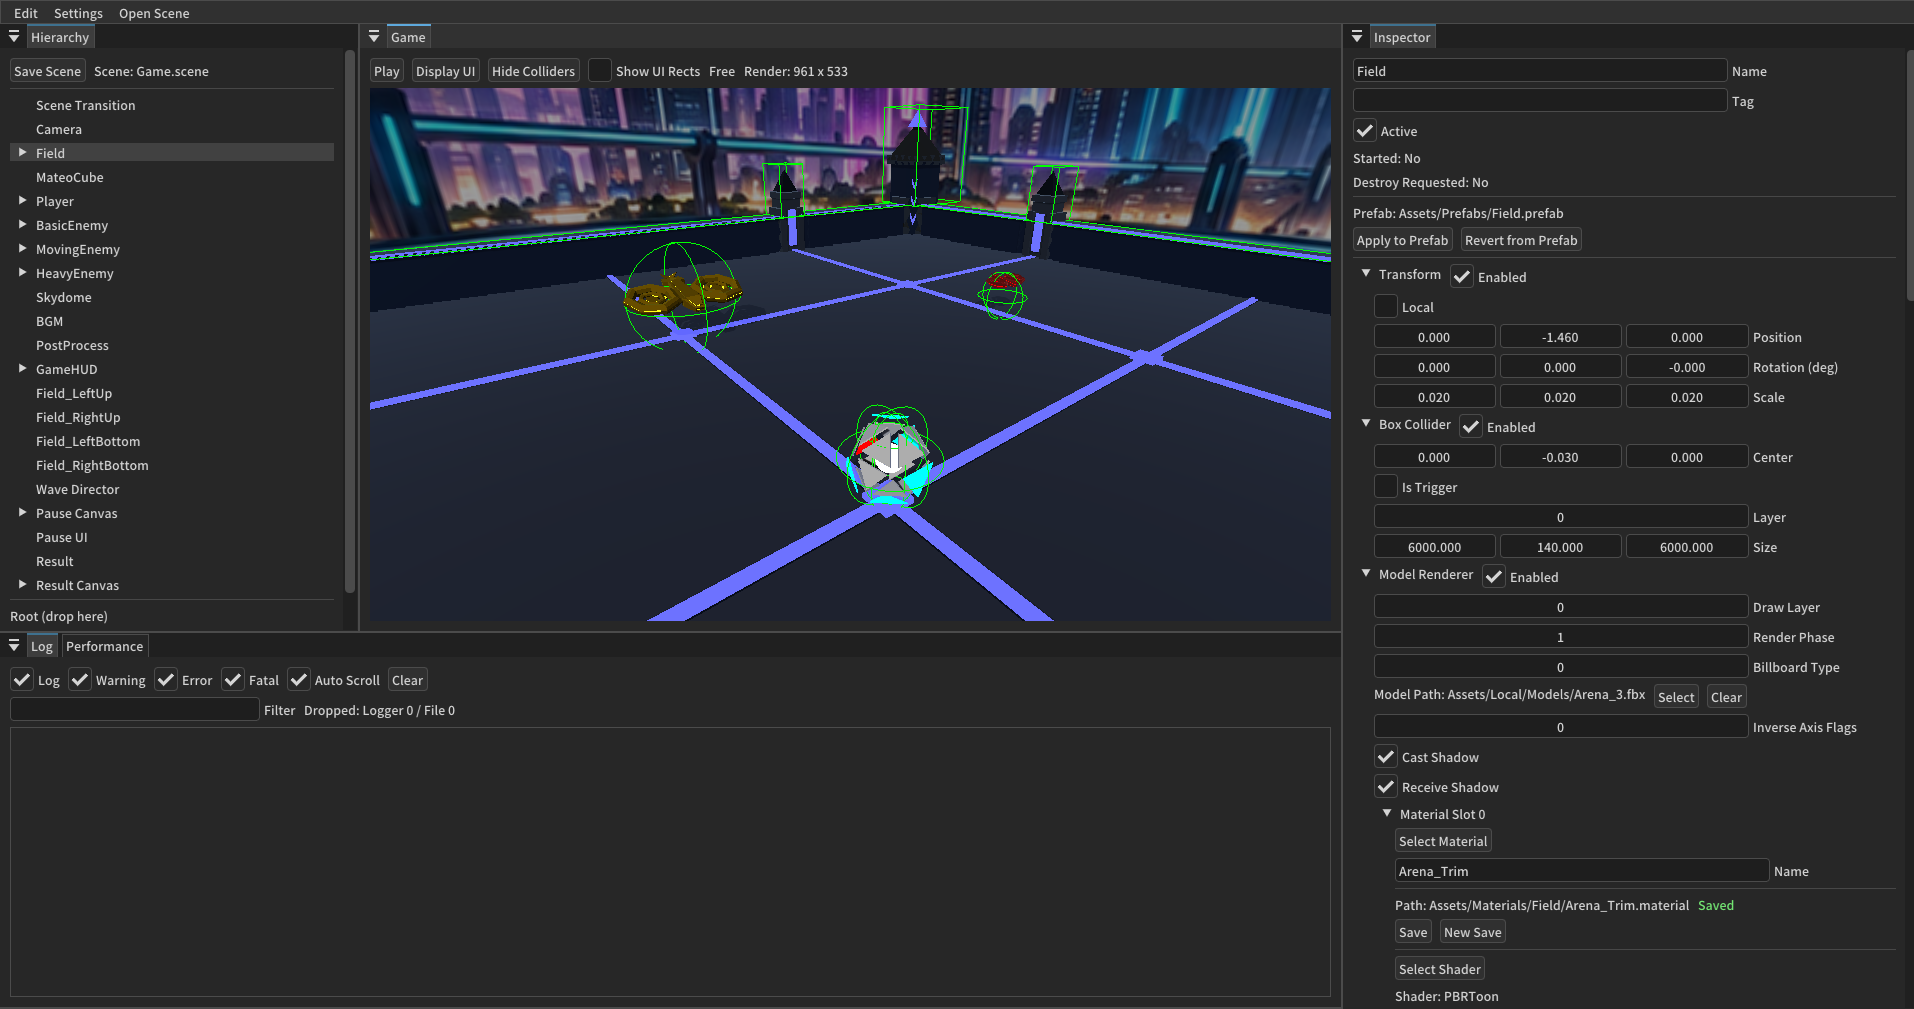 Edit Settings Open Scene
Hierarchy
Save Scene Scene: Game.scene
Scene Transition
Camera
Field
MateoCube
Player
BasicEnemy
MovingEnemy
HeavyEnemy
Skydome
BGM
PostProcess
GameHUD
Field_LeftUp
Field_RightUp
Field_LeftBottom
Field_RightBottom
Wave Director
Pause Canvas
Pause UI
Result
Result Canvas
Root (drop here)
Game
Play Display UI Hide Colliders Show UI Rects Free Render: 961 x 533
Log Performance
Log Warning Error Fatal Auto Scroll Clear
Filter Dropped: Logger 0 / File 0
Inspector
Field Name
Tag
Active
Started: No
Destroy Requested: No
Prefab: Assets/Prefabs/Field.prefab
Apply to Prefab Revert from Prefab
Transform Enabled
Local
0.000 -1.460 0.000 Position
0.000 0.000 -0.000 Rotation (deg)
0.020 0.020 0.020 Scale
Box Collider Enabled
0.000 -0.030 0.000 Center
Is Trigger
0 Layer
6000.000 140.000 6000.000 Size
Model Renderer Enabled
0 Draw Layer
1 Render Phase
0 Billboard Type
Model Path: Assets/Local/Models/Arena_3.fbx Select Clear
0 Inverse Axis Flags
Cast Shadow
Receive Shadow
Material Slot 0
Select Material
Arena_Trim Name
Path: Assets/Materials/Field/Arena_Trim.material Saved
Save New Save
Select Shader
Shader: PBRToon